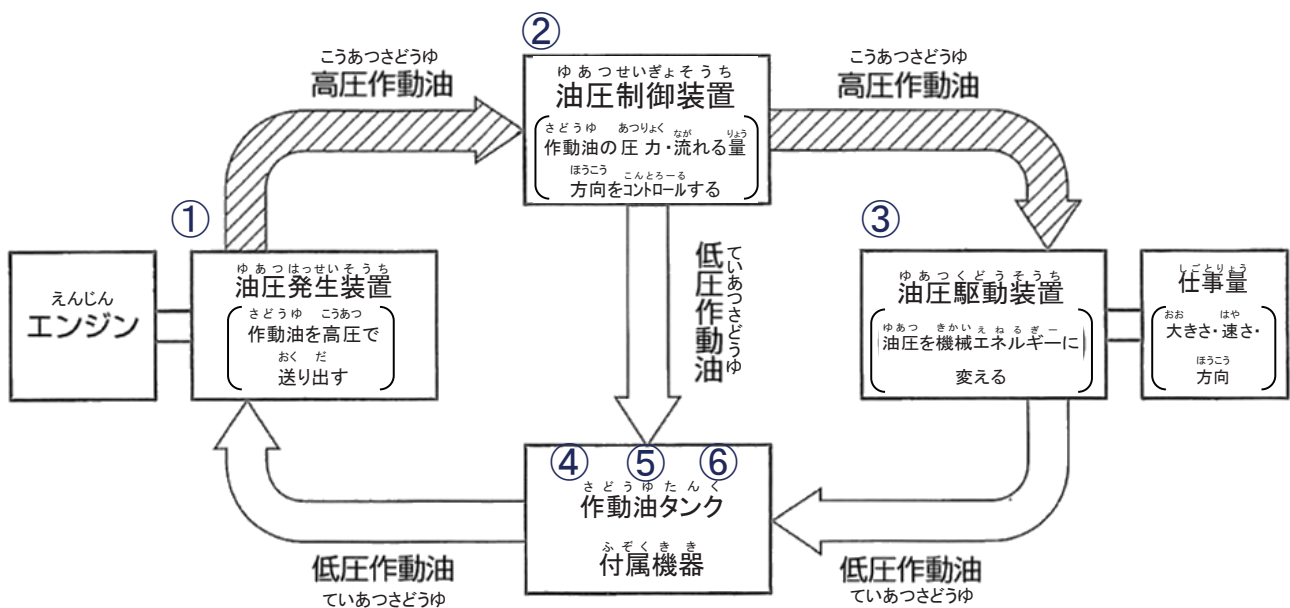 こうあつさどうゆ
高圧作動油
②
ゆあつせいぎょそうち
油圧制御装置
さどうゆ あつりょく なが りょう
作動油の圧力・流れる量
ほうこう こんとろーる
方向をコントロールする
こうあつさどうゆ
高圧作動油
①
えんじん
エンジン
ゆあつはっせいそうち
油圧発生装置
さどうゆ こうあつ
作動油を高圧で
おく だ
送り出す
ていあつさどうゆ
低圧作動油
③
ゆあつくどうそうち
油圧駆動装置
ゆあつ きかいえねるぎー
油圧を機械エネルギーに
変える
しごとりょう
仕事量
おお はや
大きさ・速さ・
ほうこう
方向
④ ⑤ ⑥
さどうゆたんく
作動油タンク
ふぞくきき
付属機器
低圧作動油
ていあつさどうゆ
低圧作動油
ていあつさどうゆ